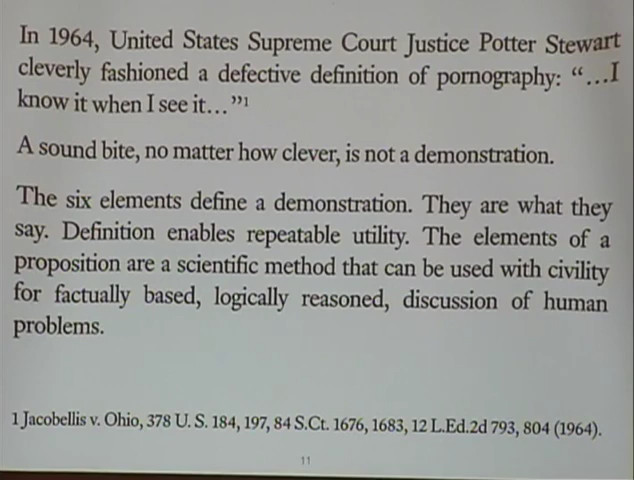 In 1964, United States Supreme Court Justice Potter Stewart
cleverly fashioned a defective definition of pornography: “…I
know it when I see it…”1
A sound bite, no matter how clever, is not a demonstration.
The six elements define a demonstration. They are what they
say. Definition enables repeatable utility. The elements of a
proposition are a scientific method that can be used with civility
for factually based, logically reasoned, discussion of human
problems.
1 Jacobellis v. Ohio, 378 U. S. 184, 197, 84 S.Ct. 1676, 1683, 12 L.Ed.2d 793, 804 (1964).
11